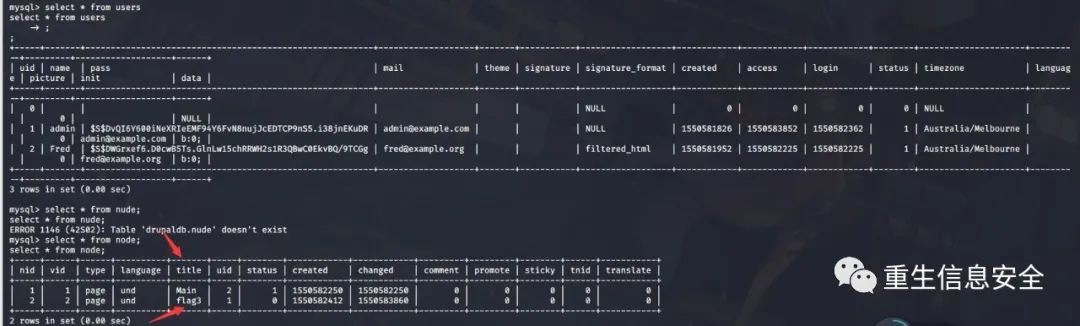 mysql> select * from users
select * from users
    -> ;
;
| uid | name | pass | mail | theme | signature | signature_format | created | access | login | status | timezone | languag
e | picture | init | data |
| 0 | | | | | | NULL | 0 | 0 | 0 | 0 | NULL |
| 0 | | NULL |
| 1 | admin | $S$DvQI6Y600iNeXRIeEMF94Y6FvN8nujJcEDTCP9nS5.i38jnEKuDR | admin@example.com | | | NULL | 1550581826 | 1550583852 | 1550582362 | 1 | Australia/Melbourne |
| 0 | admin@example.com | b:0; |
| 2 | Fred | $S$DWGrxef6.D0cwB5Ts.GlnLw15chRRWH2s1R3QBwC0EkvBQ/9TCGg | fred@example.org | | | filtered_html | 1550581952 | 1550582225 | 1550582225 | 1 | Australia/Melbourne |
| 0 | fred@example.org | b:0; |
3 rows in set (0.00 sec)
mysql> select * from nude;
select * from nude;
ERROR 1146 (42S02): Table 'drupaldb.nude' doesn't exist
mysql> select * from node;
select * from node;
| nid | vid | type | language | title | uid | status | created | changed | comment | promote | sticky | tnid | translate |
| 1 | 1 | page | und | Main | 2 | 1 | 1550582250 | 1550582250 | 0 | 0 | 0 | 0 | 0 |
| 2 | 2 | page | und | flag3 | 1 | 0 | 1550582412 | 1550583860 | 0 | 0 | 0 | 0 | 0 |
2 rows in set (0.00 sec)
重生信息安全